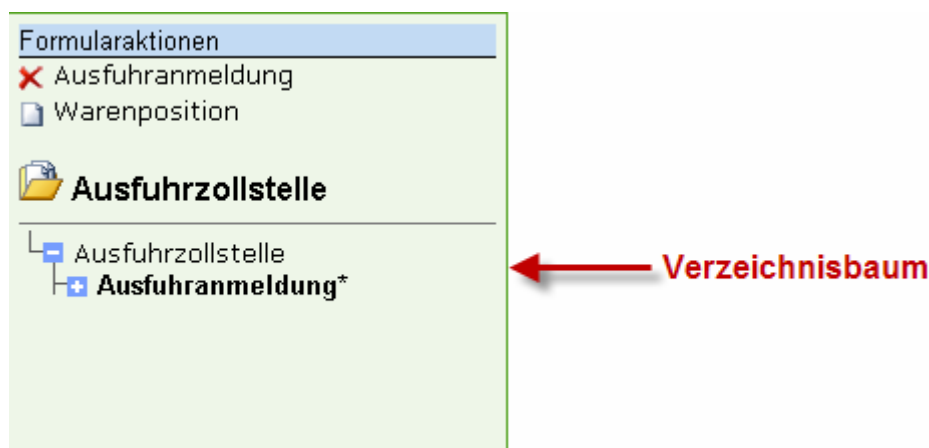 Formularaktionen
Ausfuhranmeldung
Warenposition
Ausfuhrzollstelle
Ausfuhrzollstelle
Verzeichnisbaum
Ausfuhranmeldung*